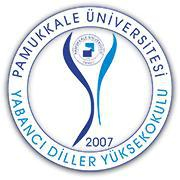 PAMUKKALE ÜNİVERSİTESİ
2007
YABANCI DİLLER YÜKSEKOKULU